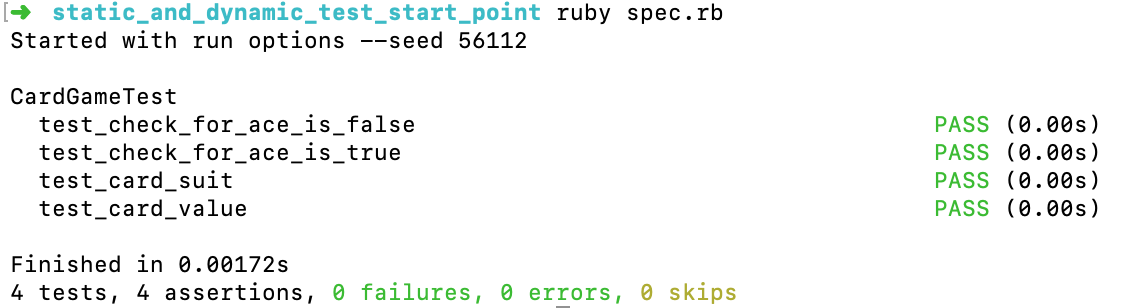 ➜ static_and_dynamic_test_start_point ruby spec.rb
Started with run options --seed 56112
CardGameTest
test_check_for_ace_is_false PASS (0.00s)
test_check_for_ace_is_true PASS (0.00s)
test_card_suit PASS (0.00s)
test_card_value PASS (0.00s)
Finished in 0.00172s
4 tests, 4 assertions, 0 failures, 0 errors, 0 skips